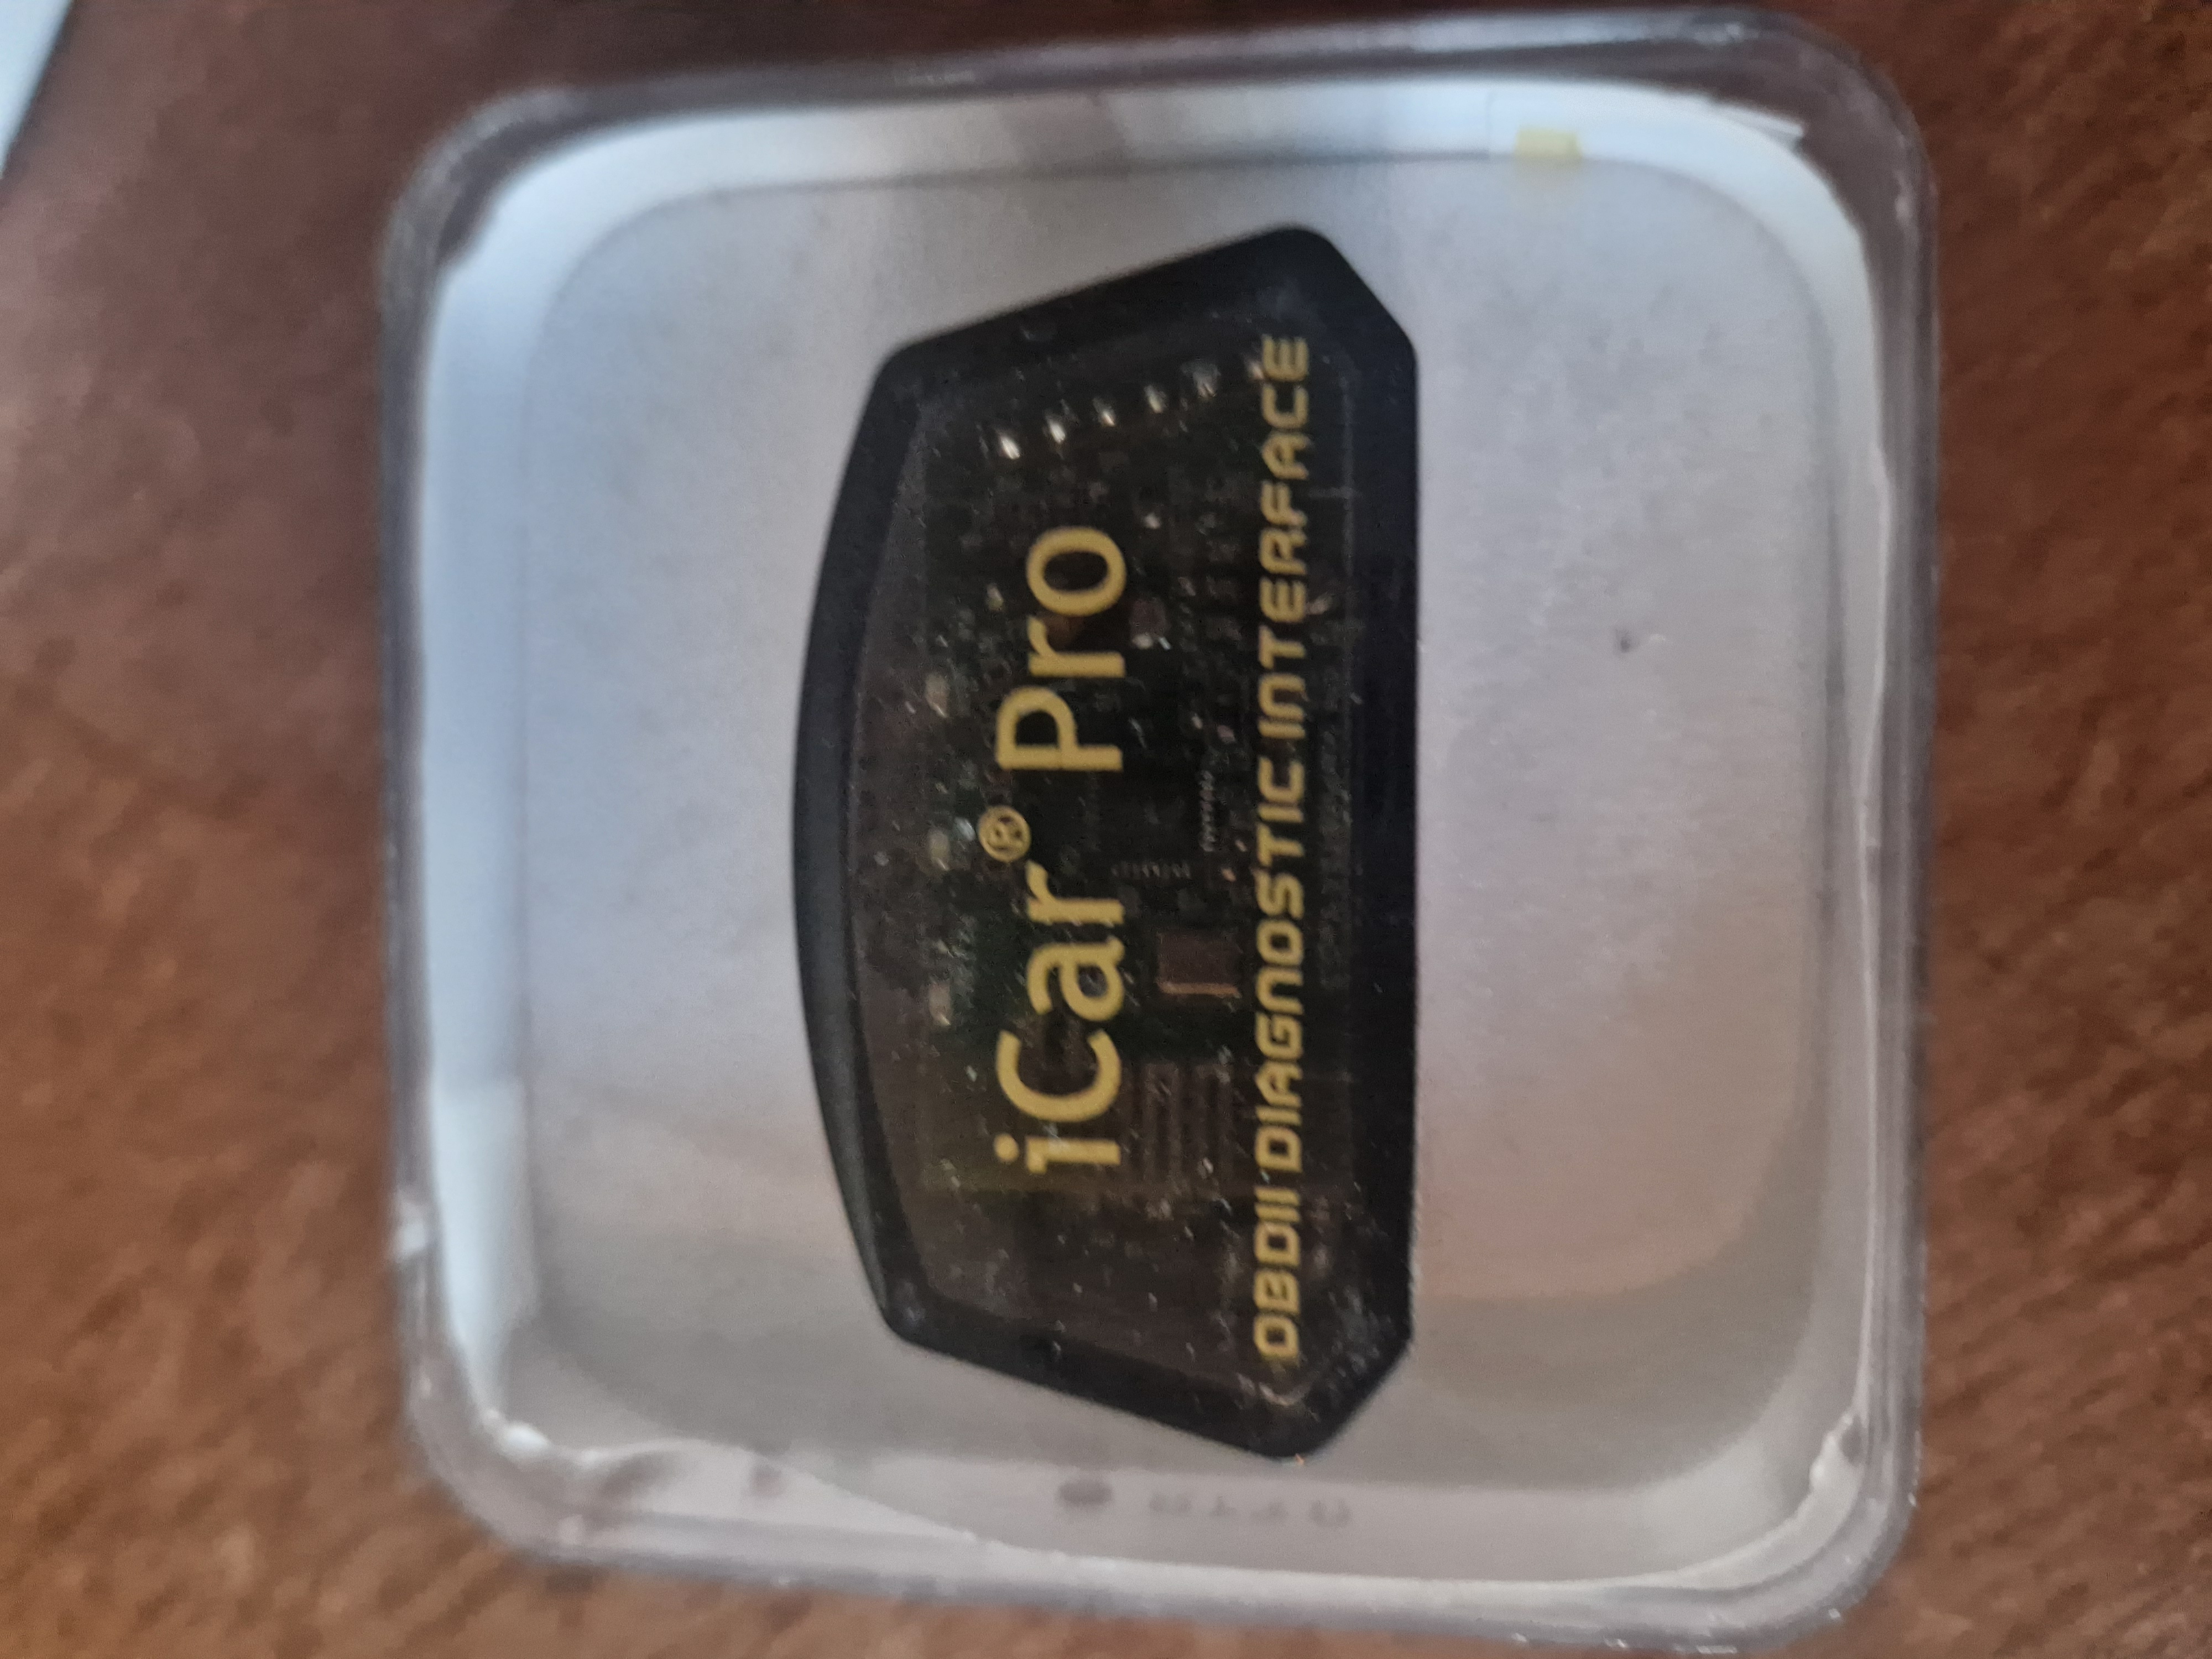 iCar® Pro
OBDII DIAGNOSTIC INTERFACE